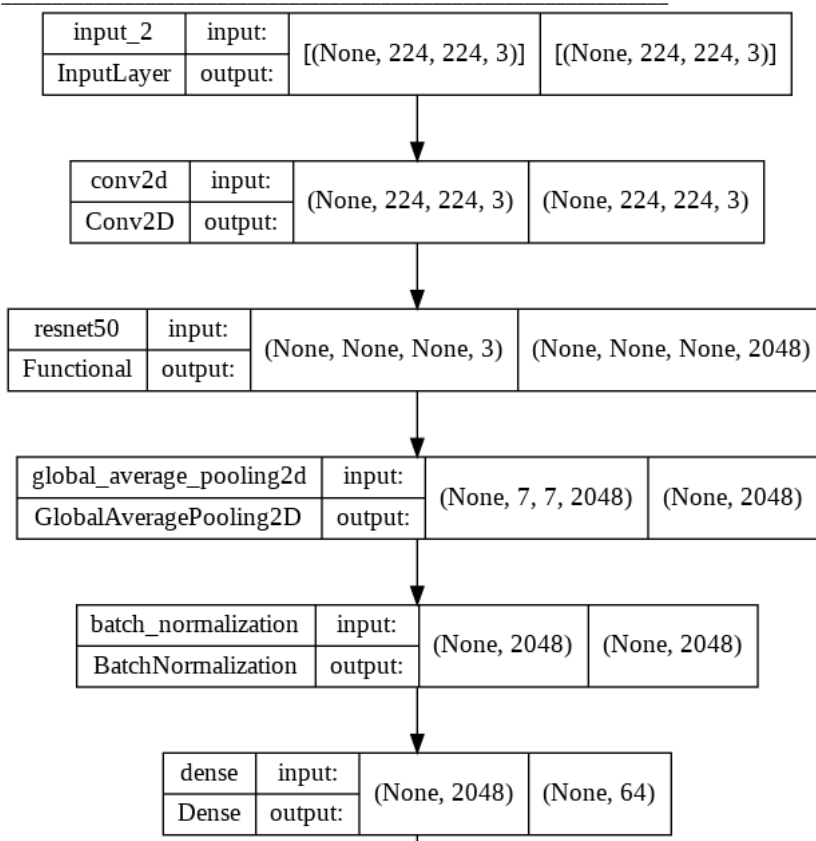 input_2 input: [(None, 224, 224, 3)] [(None, 224, 224, 3)]
InputLayer output:
conv2d input: (None, 224, 224, 3) (None, 224, 224, 3)
Conv2D output:
resnet50 input: (None, None, None, 3) (None, None, None, 2048)
Functional output:
global_average_pooling2d input: (None, 7, 7, 2048) (None, 2048)
GlobalAveragePooling2D output:
batch_normalization input: (None, 2048) (None, 2048)
BatchNormalization output:
dense input: (None, 2048) (None, 64)
Dense output: